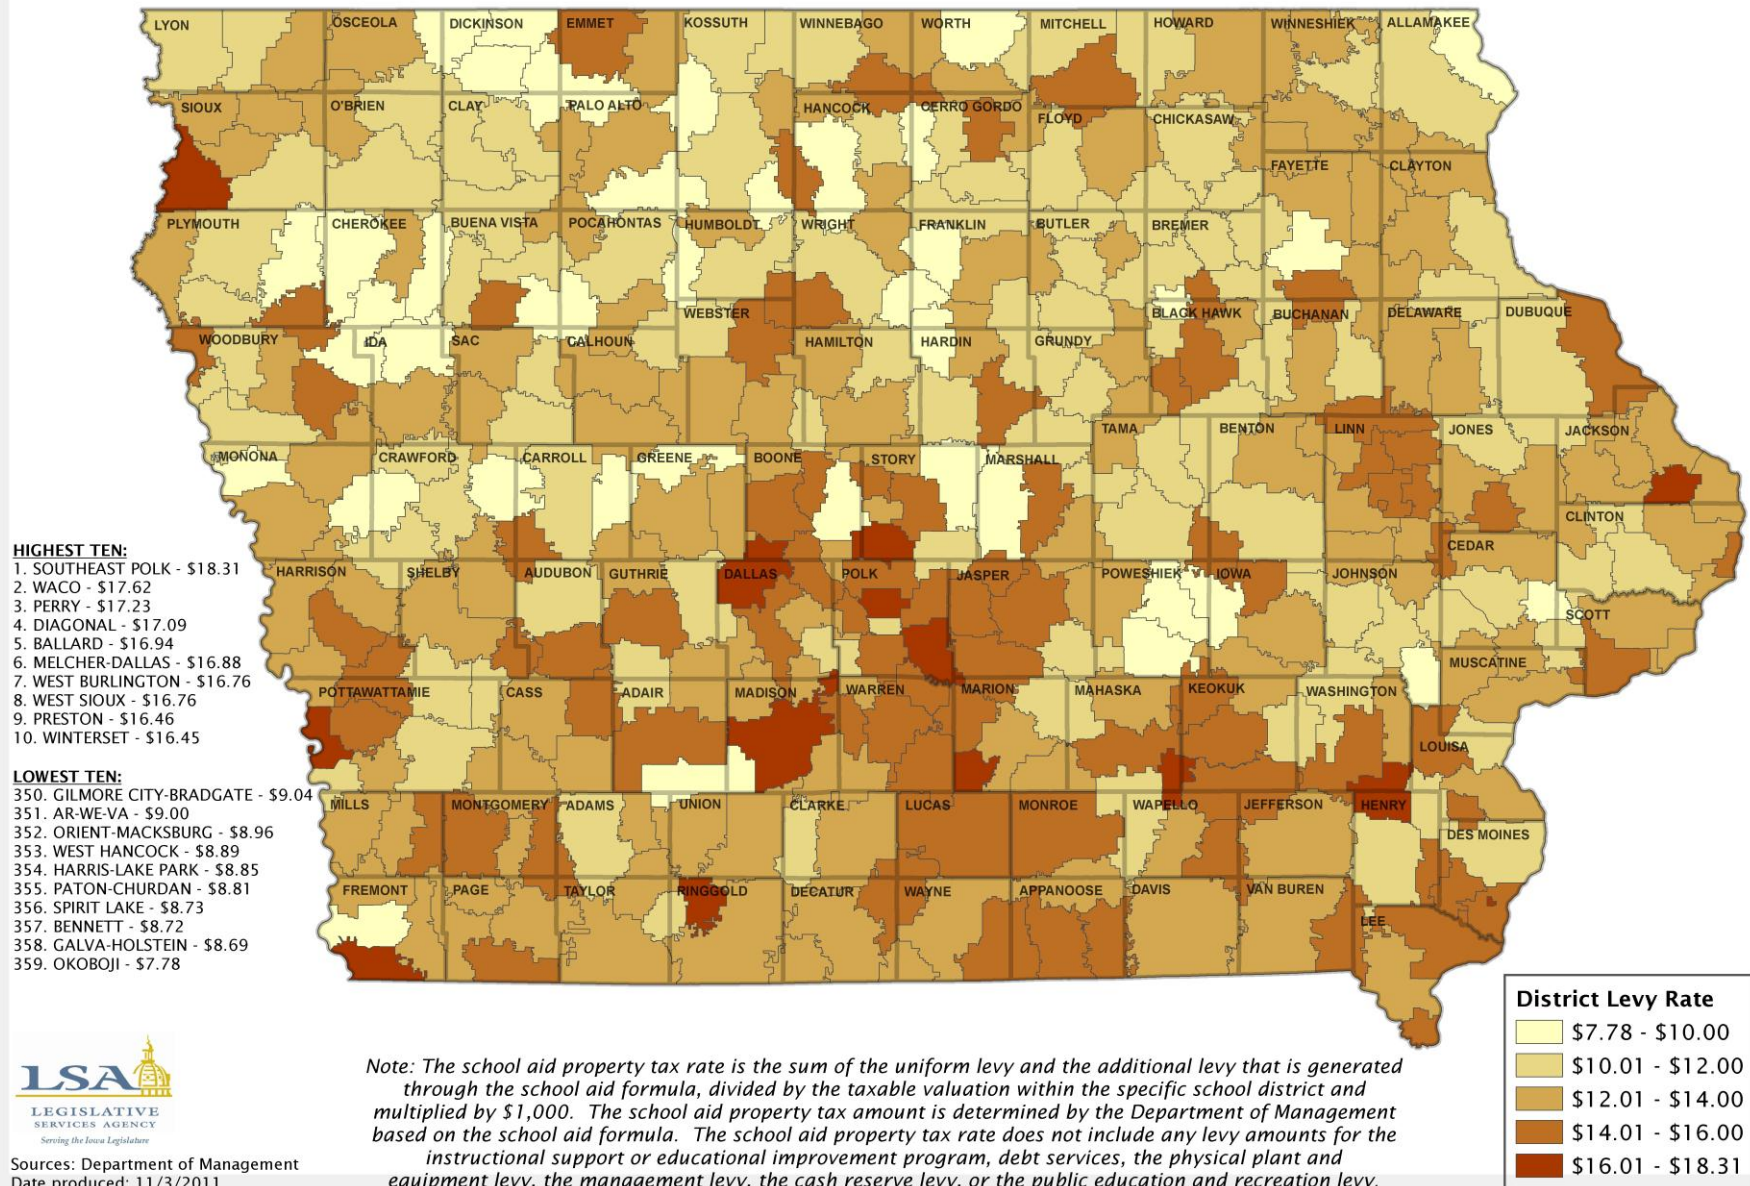 LYON
OSCEOLA
DICKINSON
EMMET
KOSSUTH
WINNEBAGO
WORTH
MITCHELL
HOWARD
WINNESHIEK
ALLAMAKEE
SIOUX
O'BRIEN
CLAY
PALO ALTO
HANCOCK
CERRO GORDO
FLOYD
CHICKASAW
FAYETTE
CLAYTON
PLYMOUTH
CHEROKEE
BUENA VISTA
POCAHONTAS
HUMBOLDT
WRIGHT
FRANKLIN
BUTLER
BREMER
WOODBURY
IDA
SAC
CALHOUN
WEBSTER
HAMILTON
HARDIN
GRUNDY
BLACK HAWK
BUCHANAN
DELAWARE
DUBUQUE
MONONA
CRAWFORD
CARROLL
GREENE
BOONE
STORY
MARSHALL
TAMA
BENTON
LINN
JONES
JACKSON
CLINTON
CEDAR
HARRISON
SHELBY
AUDUBON
GUTHRIE
DALLAS
POLK
JASPER
POWESHIEK
IOWA
JOHNSON
SCOTT
MUSCATINE
POTTAWATTAMIE
CASS
ADAIR
MADISON
WARREN
MARION
MAHASKA
KEOKUK
WASHINGTON
LOUISA
MILLS
MONTGOMERY
ADAMS
UNION
CLARKE
LUCAS
MONROE
WAPELLO
JEFFERSON
HENRY
DES MOINES
FREMONT
PAGE
TAYLOR
RINGGOLD
DECATUR
WAYNE
APPANOOSE
DAVIS
VAN BUREN
LEE
HIGHEST TEN:
1. SOUTHEAST POLK - $18.31
2. WACO - $17.62
3. PERRY - $17.23
4. DIAGONAL - $17.09
5. BALLARD - $16.94
6. MELCHER-DALLAS - $16.88
7. WEST BURLINGTON - $16.76
8. WEST SIOUX - $16.76
9. PRESTON - $16.46
10. WINTERSET - $16.45
LOWEST TEN:
350. GILMORE CITY-BRADGATE - $9.04
351. AR-WE-VA - $9.00
352. ORIENT-MACKSBURG - $8.96
353. WEST HANCOCK - $8.89
354. HARRIS-LAKE PARK - $8.85
355. PATON-CHURDAN - $8.81
356. SPIRIT LAKE - $8.73
357. BENNETT - $8.72
358. GALVA-HOLSTEIN - $8.69
359. OKOBOJI - $7.78
LSA
LEGISLATIVE
SERVICES AGENCY
Serving the Iowa Legislature
Sources: Department of Management
Date produced: 11/3/2011
Note: The school aid property tax rate is the sum of the uniform levy and the additional levy that is generated
through the school aid formula, divided by the taxable valuation within the specific school district and
multiplied by $1,000. The school aid property tax amount is determined by the Department of Management
based on the school aid formula. The school aid property tax rate does not include any levy amounts for the
instructional support or educational improvement program, debt services, the physical plant and
equipment levy, the management levy, the cash reserve levy, or the public education and recreation levy.
District Levy Rate
$7.78 - $10.00
$10.01 - $12.00
$12.01 - $14.00
$14.01 - $16.00
$16.01 - $18.31